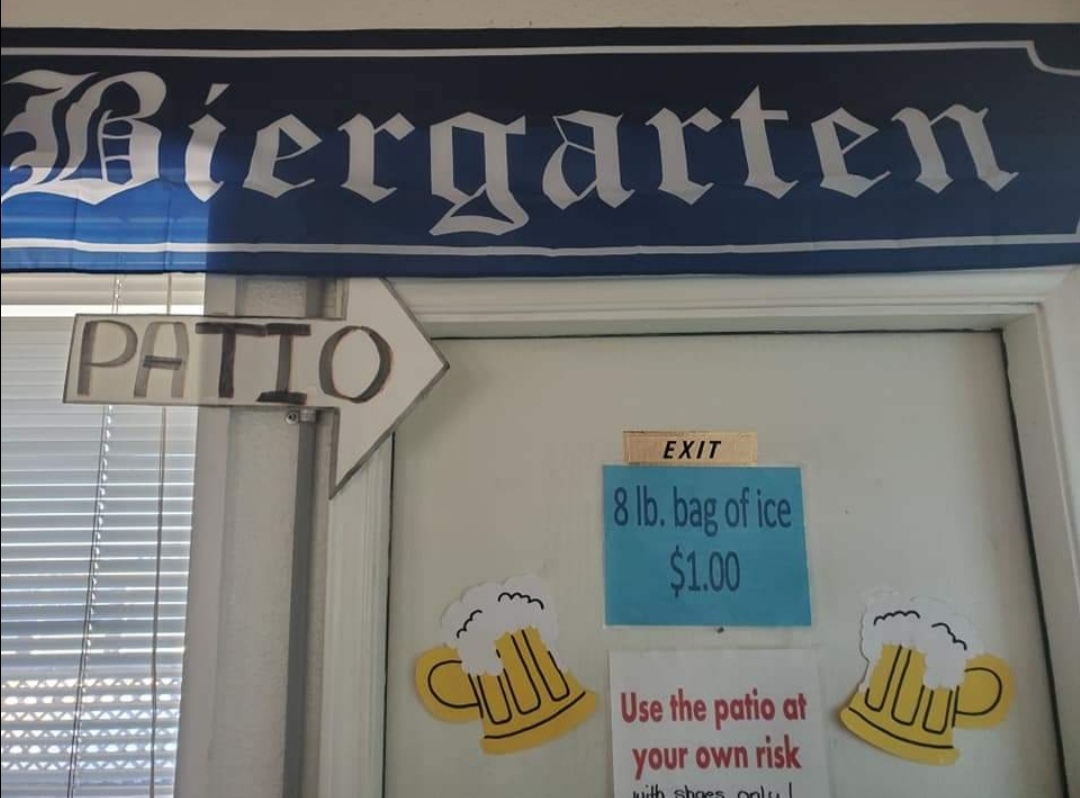 Biergarten
PATIO
EXIT
8 lb. bag of ice
$1.00
Use the patio at
your own risk
with shoes only!